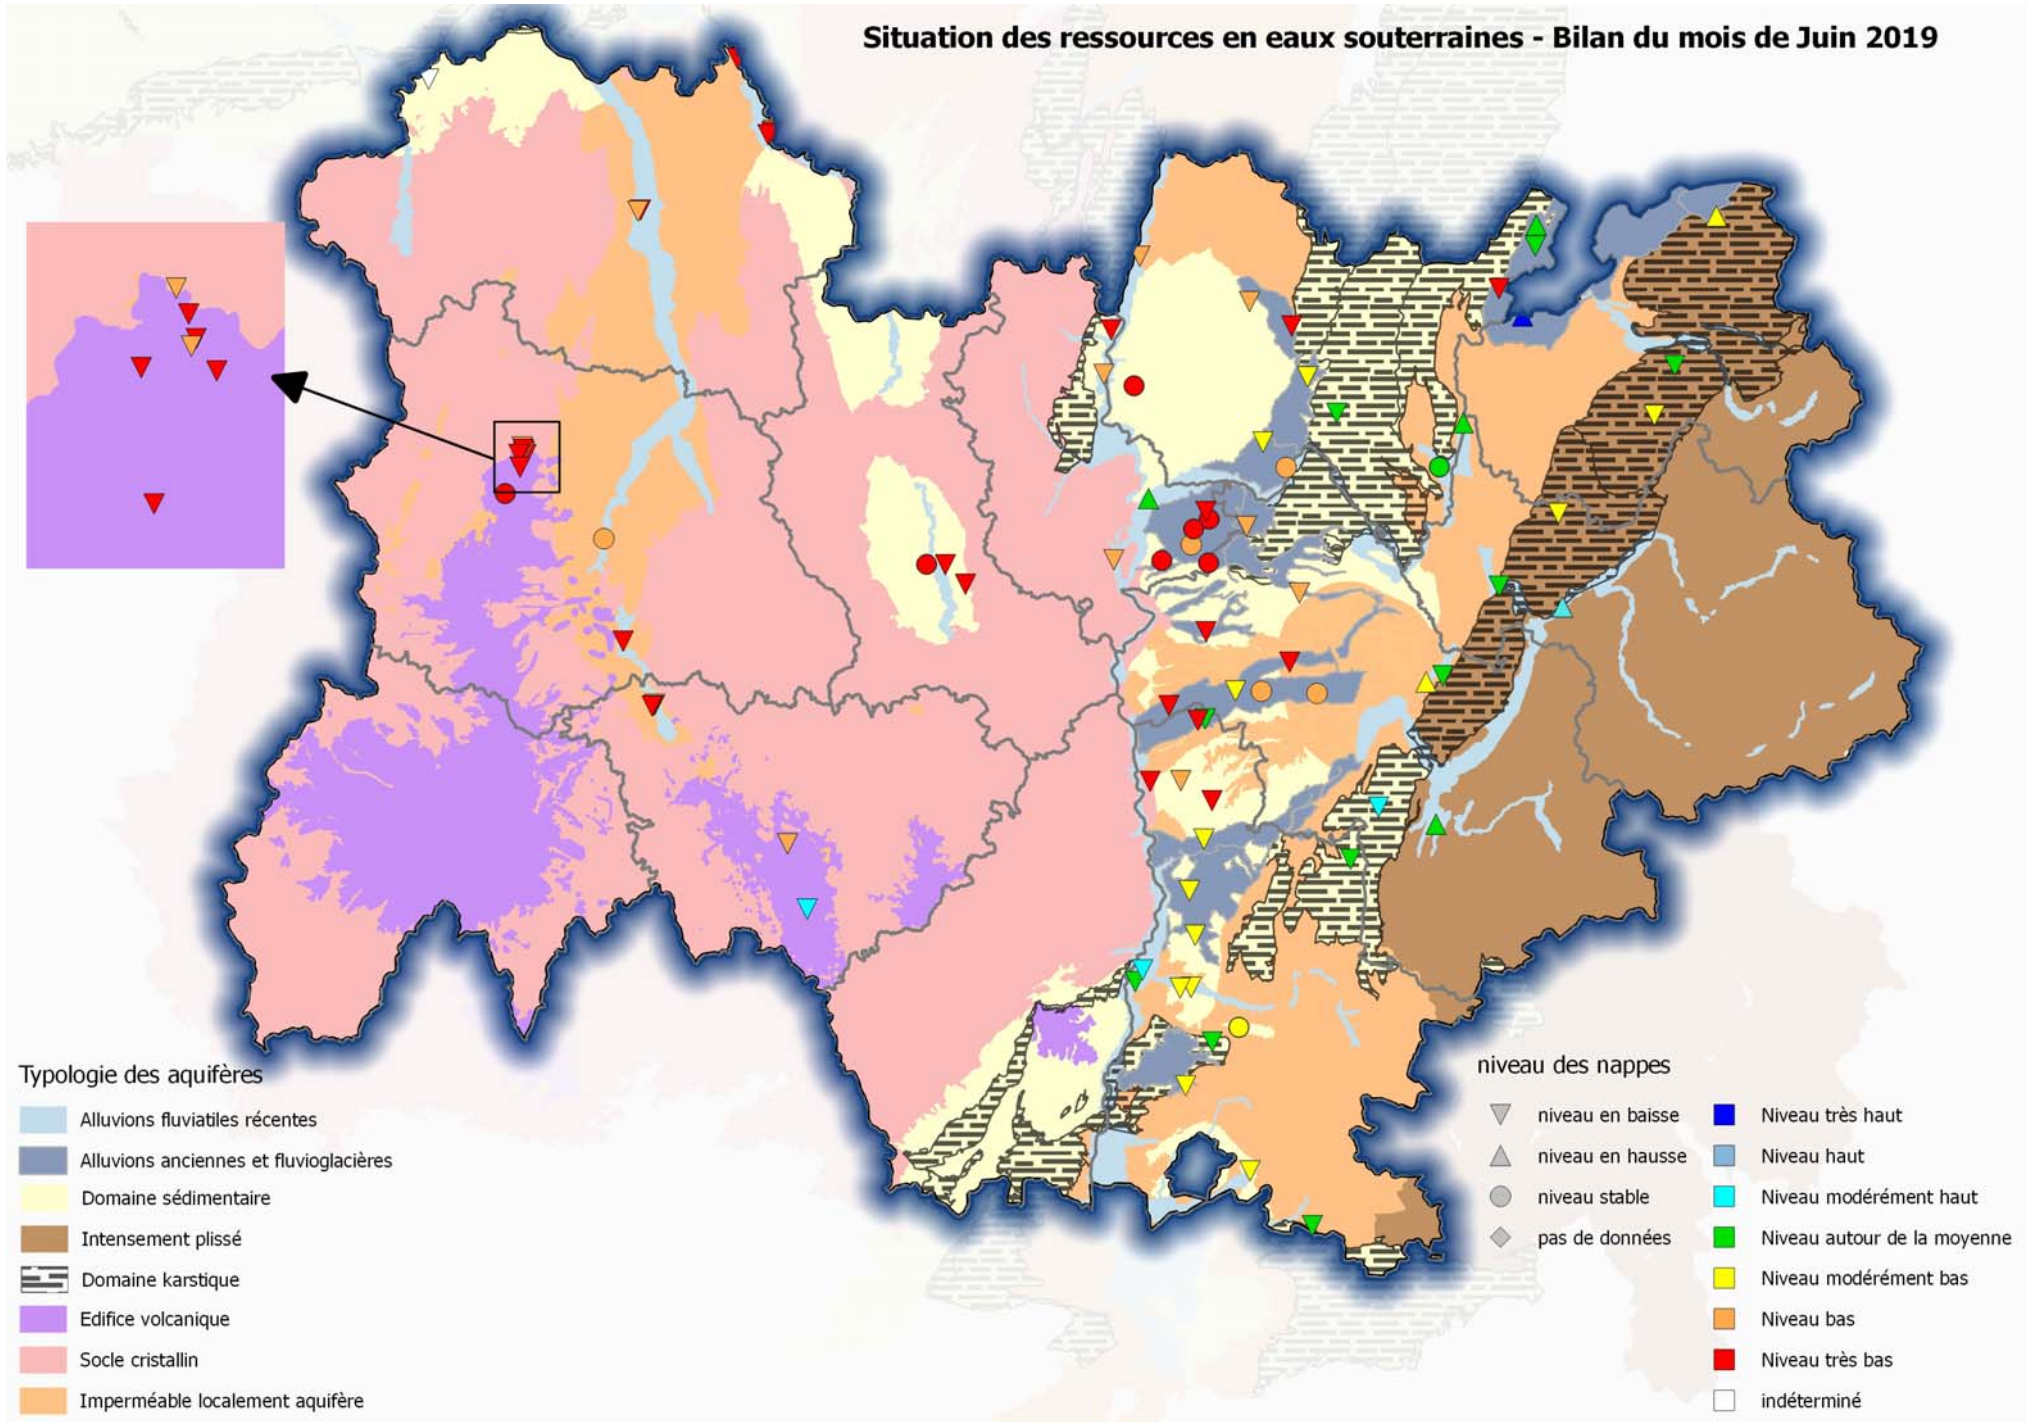 Situation des ressources en eaux souterraines - Bilan du mois de Juin 2019
Typologie des aquifères
Alluvions fluviatiles récentes
Alluvions anciennes et fluvioglacières
Domaine sédimentaire
Intensement plissé
Domaine karstique
Edifice volcanique
Socle cristallin
Imperméable localement aquifère
niveau des nappes
niveau en baisse
niveau en hausse
niveau stable
pas de données
Niveau très haut
Niveau haut
Niveau modérément haut
Niveau autour de la moyenne
Niveau modérément bas
Niveau bas
Niveau très bas
indéterminé